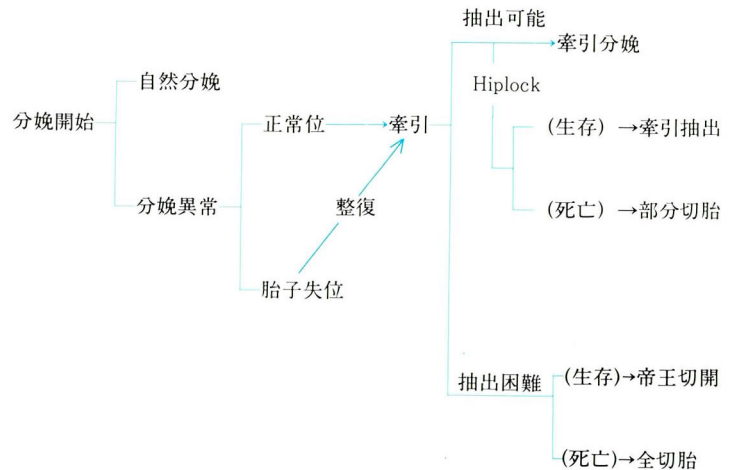 抽出可能
牽引分娩
Hiplock
自然分娩
分娩開始
正常位
牽引
(生存)→牽引抽出
分娩異常
整復
(死亡)→部分切胎
胎子失位
抽出困難
(生存)→帝王切開
(死亡)→全切胎